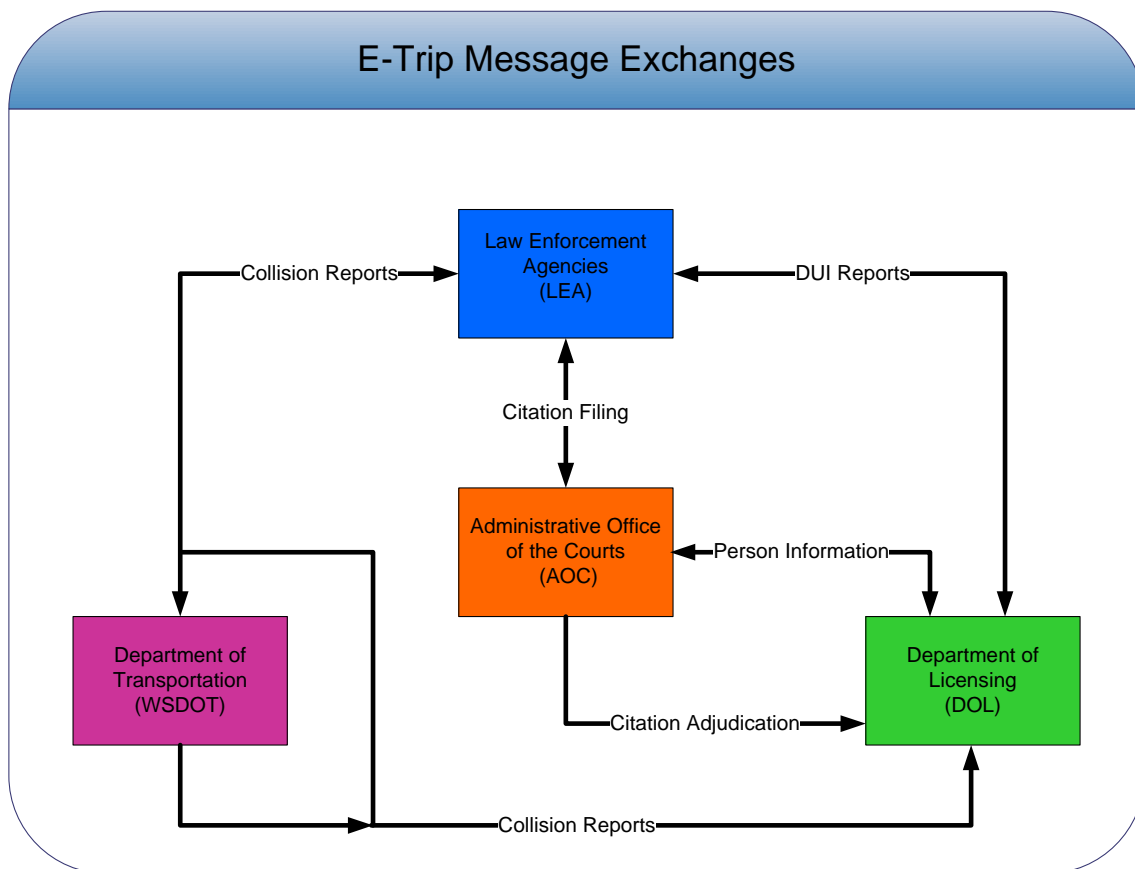 E-Trip Message Exchanges
Law Enforcement
Agencies
(LEA)
Collision Reports
DUI Reports
Citation Filing
Administrative Office
of the Courts
(AOC)
Person Information
Department of
Transportation
(WSDOT)
Department of
Licensing
(DOL)
Citation Adjudication
Collision Reports